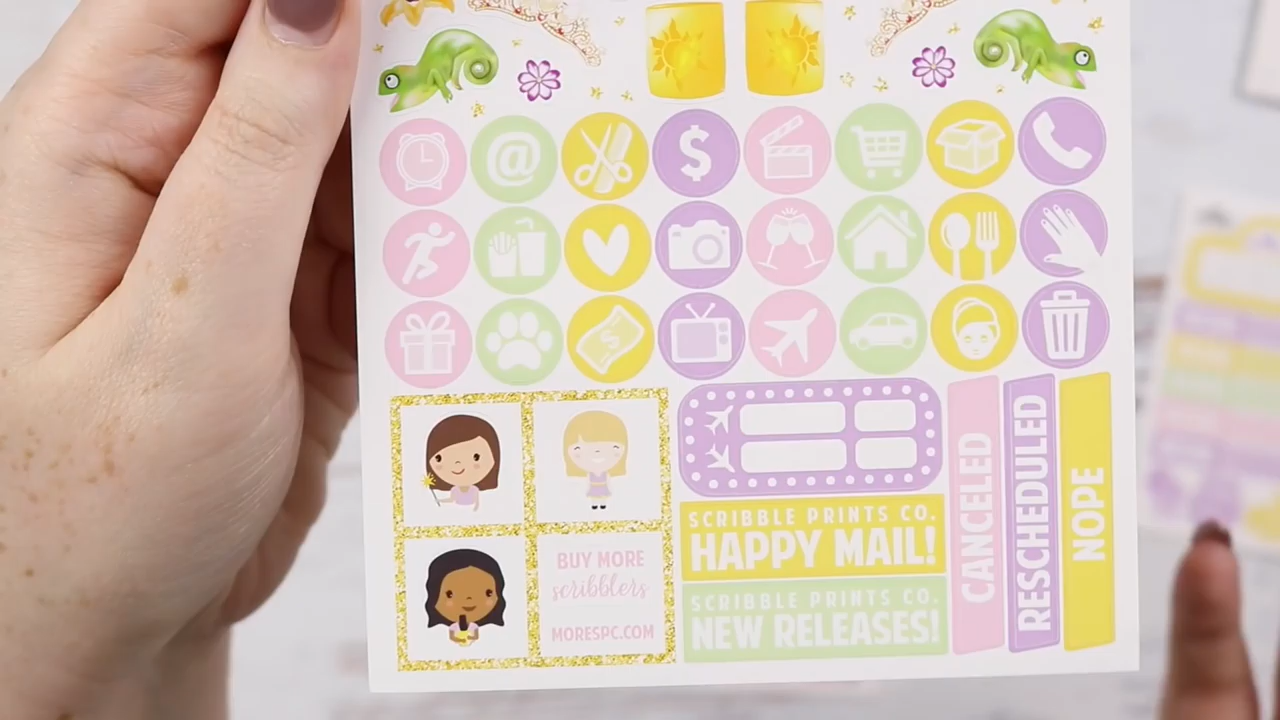 @
$
$
BUY MORE
scribblers
MORESPC.COM
SCRIBBLE PRINTS CO.
HAPPY MAIL!
SCRIBBLE PRINTS CO.
NEW RELEASES!
CANCELED
RESCHEDULED
NOPE